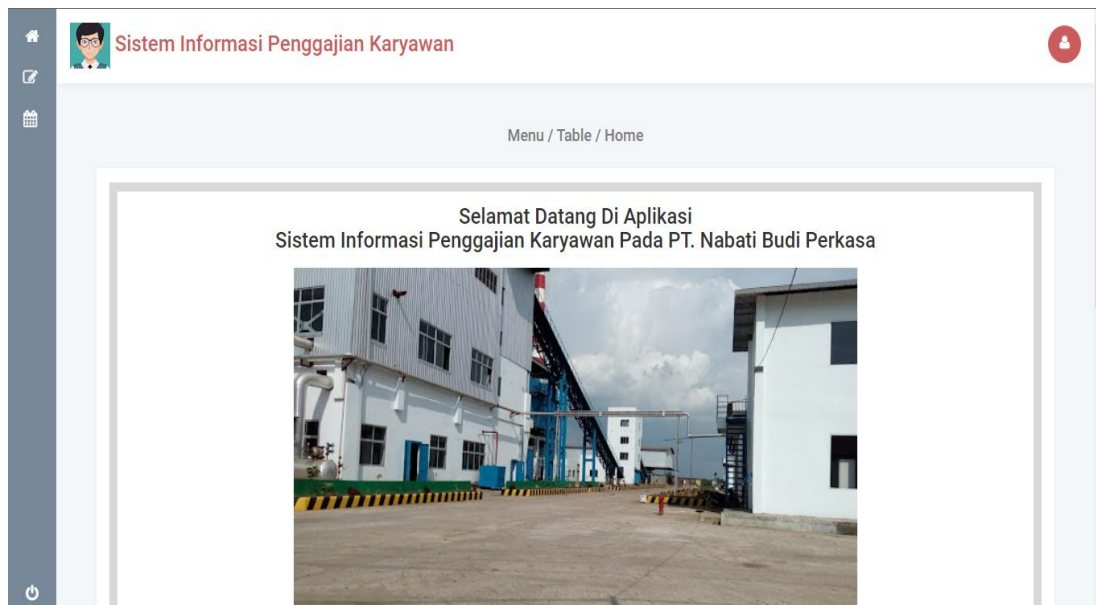 Sistem Informasi Penggajian Karyawan
Menu / Table / Home
Selamat Datang Di Aplikasi
Sistem Informasi Penggajian Karyawan Pada PT. Nabati Budi Perkasa